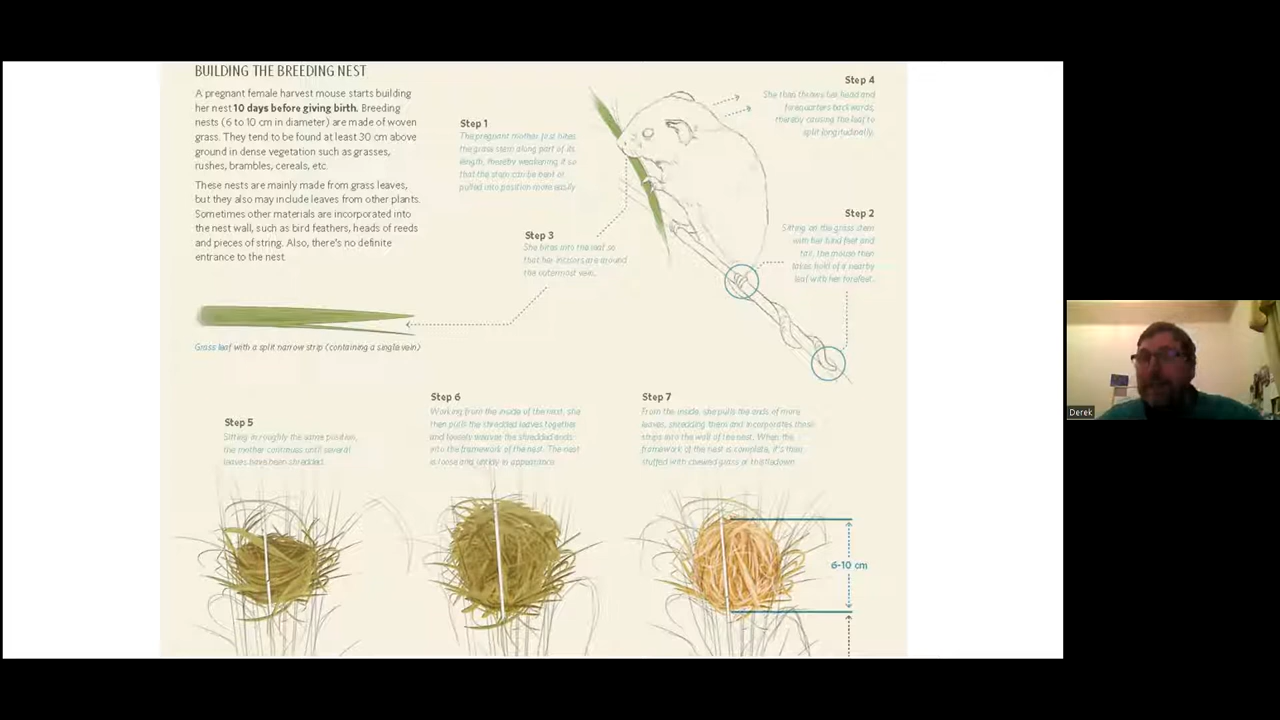 BUILDING THE BREEDING NEST
A pregnant female harvest mouse starts building
her nest 10 days before giving birth. Breeding
nests (6 to 10 cm in diameter) are made of woven
grass. They tend to be found at least 30 cm above
ground in dense vegetation such as grasses,
rushes, brambles, cereals, etc.
These nests are mainly made from grass leaves,
but they also may include leaves from other plants.
Sometimes other materials are incorporated into
the nest wall, such as bird feathers, heads of reeds
and pieces of string. Also, there's no definite
entrance to the nest.
Step 1
The pregnant mother first bites
the grass stem along part of its
length, thereby weakening it so
that the stem can be bent or
pulled into position more easily
Step 4
She then throws her head and
forequarters backwards,
thereby causing the leaf to
split longitudinally.
Step 2
Sitting on the grass stem
with her hind feet and
tail, the mouse then
takes hold of a nearby
leaf with her forefeet.
Step 3
She bites into the leaf so
that her incisors are around
the outermost vein.
Grass leaf with a split narrow strip (containing a single vein)
Step 5
Sitting in roughly the same position,
the mother continues until several
leaves have been shredded.
Step 6
Working from the inside of the nest, she
then pulls the shredded leaves together
and loosely weaves the shredded ends
into the framework of the nest. The nest
is loose and untidy in appearance.
Step 7
From the inside, she pulls the ends of more
leaves, shredding them and incorporates these
strips into the wall of the nest. When the
framework of the nest is complete, it's then
stuffed with chewed grass or thistledown.
6-10 cm
Derek